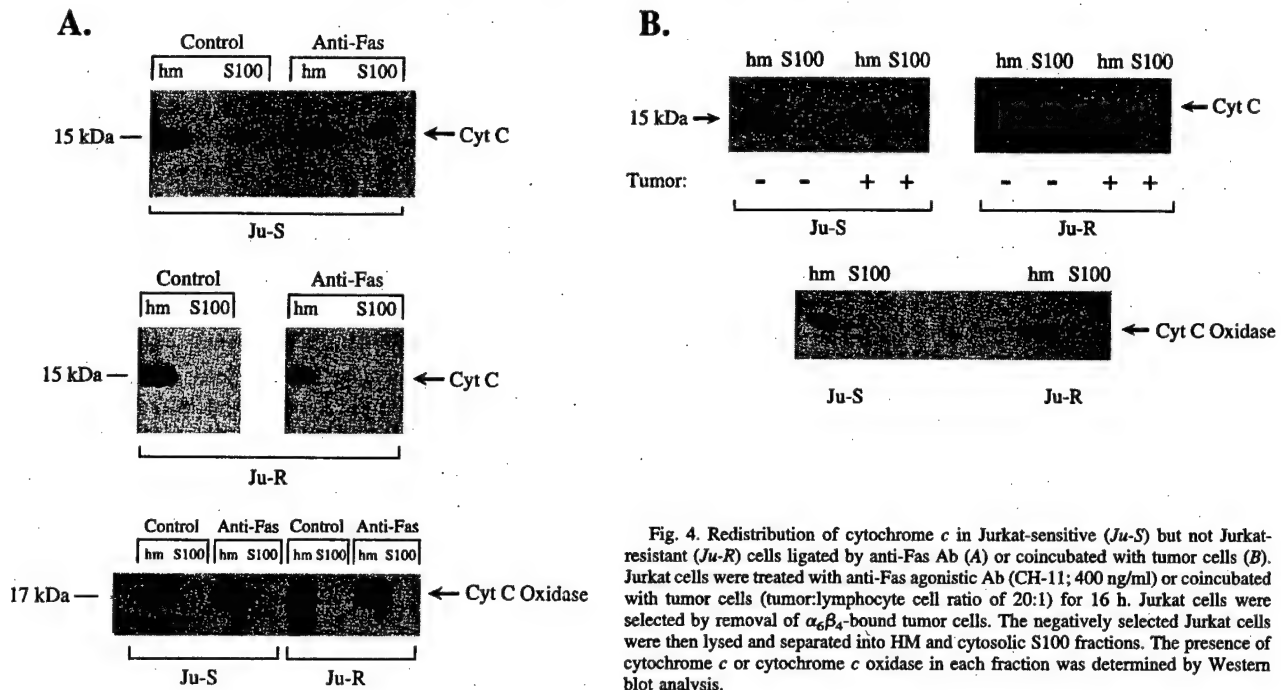 A.
Control Anti-Fas
hm S100 hm S100
15 kDa — ← Cyt C
Ju-S
Control Anti-Fas
hm S100 hm S100
15 kDa — ← Cyt C
Ju-R
Control Anti-Fas Control Anti-Fas
hm S100 hm S100 hm S100 hm S100
17 kDa — ← Cyt C Oxidase
Ju-S Ju-R
B.
hm S100 hm S100 hm S100 hm S100
15 kDa → ← Cyt C
Tumor: - - + + - - + +
Ju-S Ju-R
hm S100 hm S100
← Cyt C Oxidase
Ju-S Ju-R
Fig. 4. Redistribution of cytochrome c in Jurkat-sensitive (Ju-S) but not Jurkat-
resistant (Ju-R) cells ligated by anti-Fas Ab (A) or coincubated with tumor cells (B).
Jurkat cells were treated with anti-Fas agonistic Ab (CH-11; 400 ng/ml) or coincubated
with tumor cells (tumor:lymphocyte cell ratio of 20:1) for 16 h. Jurkat cells were
selected by removal of α₆β₄-bound tumor cells. The negatively selected Jurkat cells
were then lysed and separated into HM and cytosolic S100 fractions. The presence of
cytochrome c or cytochrome c oxidase in each fraction was determined by Western
blot analysis.